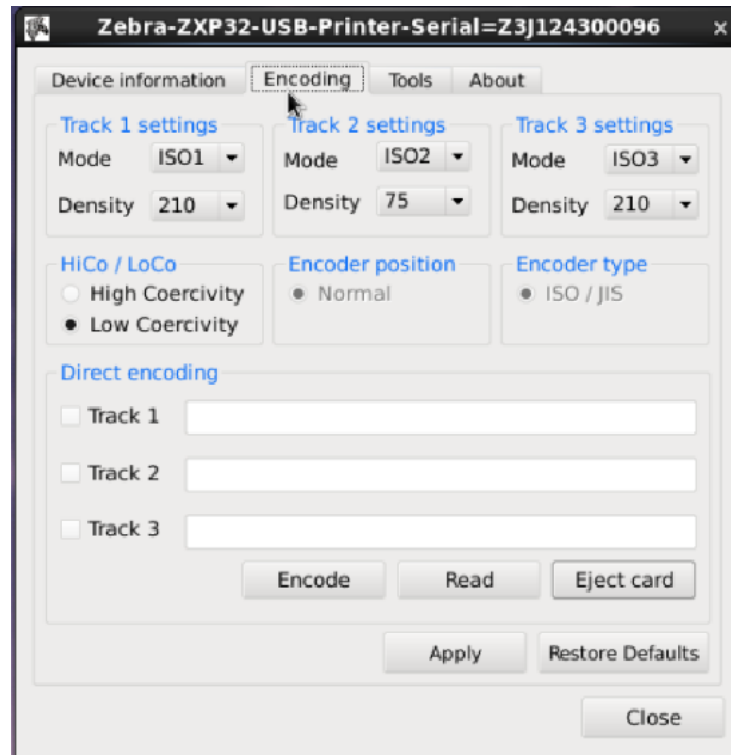 Zebra-ZXP32-USB-Printer-Serial=Z3J124300096
Device information Encoding Tools About
Track 1 settings Track 2 settings Track 3 settings
Mode ISO1 Mode ISO2 Mode ISO3
Density 210 Density 75 Density 210
HiCo / LoCo Encoder position Encoder type
High Coercivity Normal ISO / JIS
Low Coercivity
Direct encoding
Track 1
Track 2
Track 3
Encode Read Eject card
Apply Restore Defaults
Close